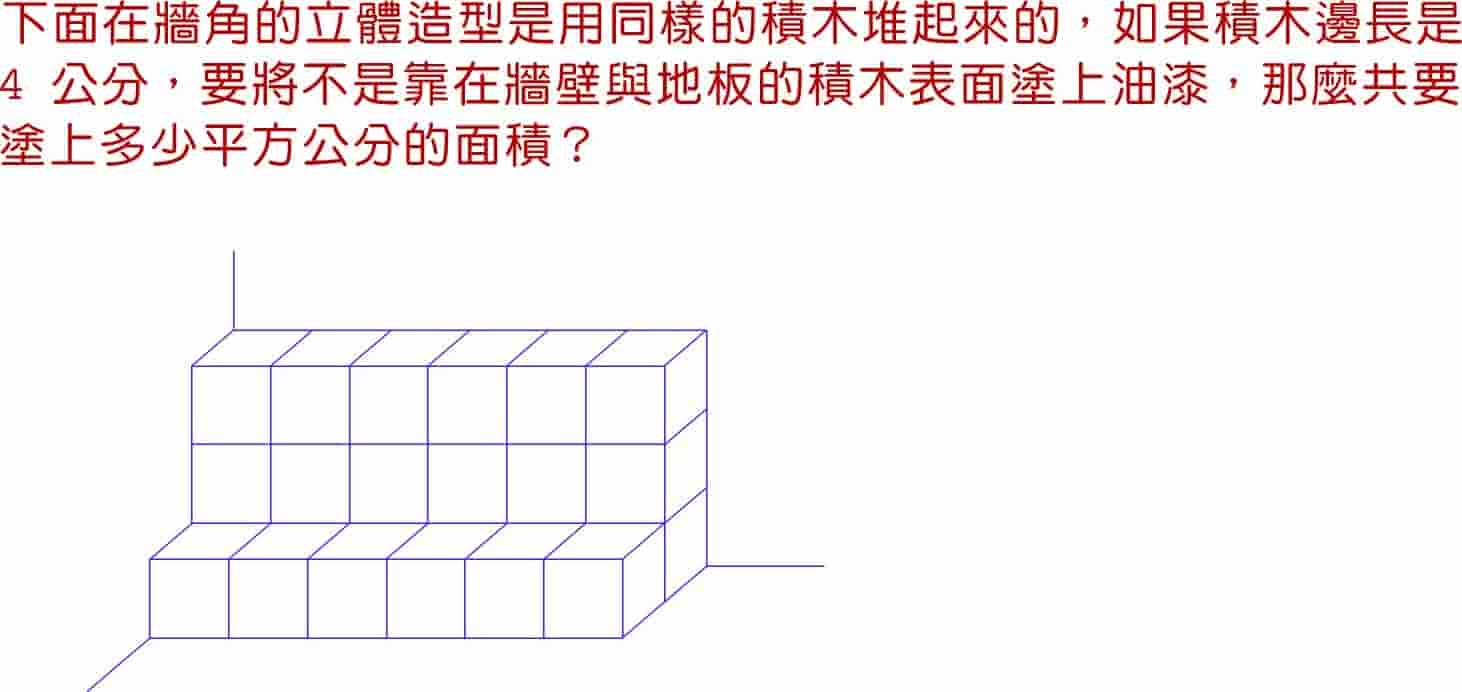 下面在牆角的立體造型是用同樣的積木堆起來的，如果積木邊長是
4 公分，要將不是靠在牆壁與地板的積木表面塗上油漆，那麼共要
塗上多少平方公分的面積？